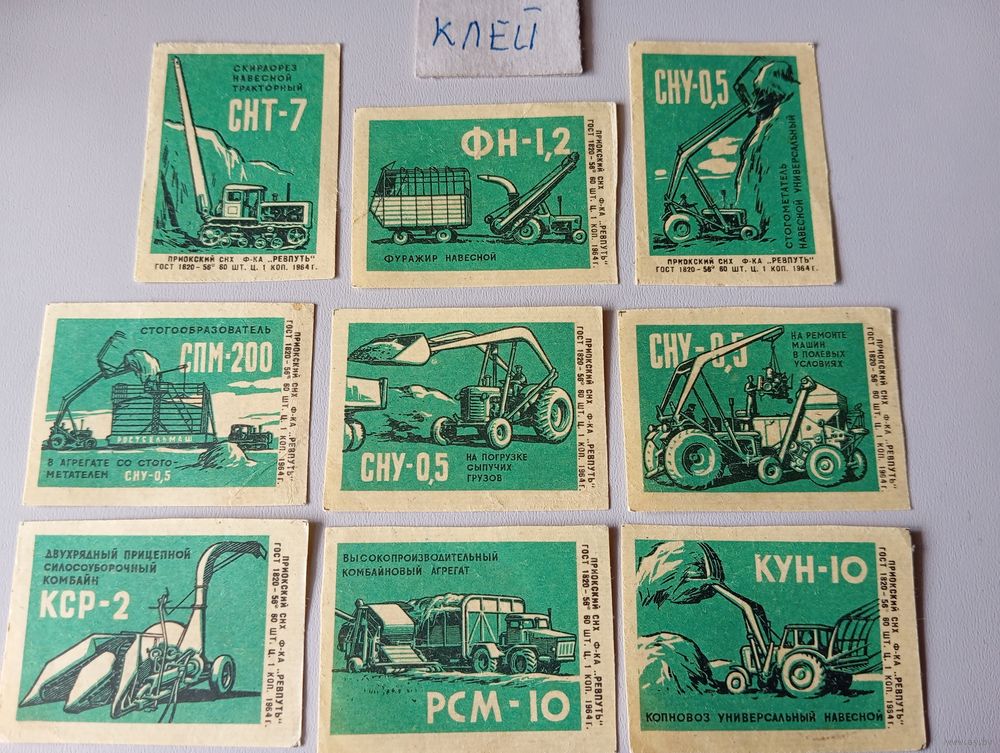 КЛЕЙ
СКИРДОРЕЗ
НАВЕСНОЙ
ТРАКТОРНЫЙ
СНТ-7
ПРИОКСКИЙ СНХ Ф-КА „РЕВПУТЬ"
ГОСТ 1820-56° 60 ШТ. Ц. 1 КОП. 1964 г.
ФН-1,2
ФУРАЖИР НАВЕСНОЙ
ПРИОКСКИЙ СНХ Ф-КА „РЕВПУТЬ"
ГОСТ 1820-56° 60 ШТ. Ц. 1 КОП. 1964 г.
СНУ-0,5
СТОГОМЕТАТЕЛЬ
НАВЕСНОЙ УНИВЕРСАЛЬНЫЙ
ПРИОКСКИЙ СНХ Ф-КА „РЕВПУТЬ"
ГОСТ 1820-56° 60 ШТ. Ц. 1 КОП. 1964 г.
СТОГООБРАЗОВАТЕЛЬ
СПМ-200
РОСТСЕЛЬМАШ
В АГРЕГАТЕ СО СТОГО-
МЕТАТЕЛЕМ СНУ-0,5
ПРИОКСКИЙ СНХ Ф-КА „РЕВПУТЬ"
ГОСТ 1820-56° 60 ШТ. Ц. 1 КОП. 1964 г.
СНУ-0,5
НА ПОГРУЗКЕ
СЫПУЧИХ
ГРУЗОВ
ПРИОКСКИЙ СНХ Ф-КА „РЕВПУТЬ"
ГОСТ 1820-56° 60 ШТ. Ц. 1 КОП. 1964 г.
СНУ-0,5
НА РЕМОНТЕ
МАШИН
В ПОЛЕВЫХ
УСЛОВИЯХ
ПРИОКСКИЙ СНХ Ф-КА „РЕВПУТЬ"
ГОСТ 1820-56° 60 ШТ. Ц. 1 КОП. 1964 г.
ДВУХРЯДНЫЙ ПРИЦЕПНОЙ
СИЛОСОУБОРОЧНЫЙ
КОМБАЙН
КСР-2
ПРИОКСКИЙ СНХ Ф-КА „РЕВПУТЬ"
ГОСТ 1820-56° 60 ШТ. Ц. 1 КОП. 1964 г.
ВЫСОКОПРОИЗВОДИТЕЛЬНЫЙ
КОМБАЙНОВЫЙ АГРЕГАТ
РСМ-10
ПРИОКСКИЙ СНХ Ф-КА „РЕВПУТЬ"
ГОСТ 1820-56° 60 ШТ. Ц. 1 КОП. 1964 г.
КУН-10
КОПНОВОЗ УНИВЕРСАЛЬНЫЙ НАВЕСНОЙ
ПРИОКСКИЙ СНХ Ф-КА „РЕВПУТЬ"
ГОСТ 1820-56° 60 ШТ. Ц. 1 КОП. 1964 г.